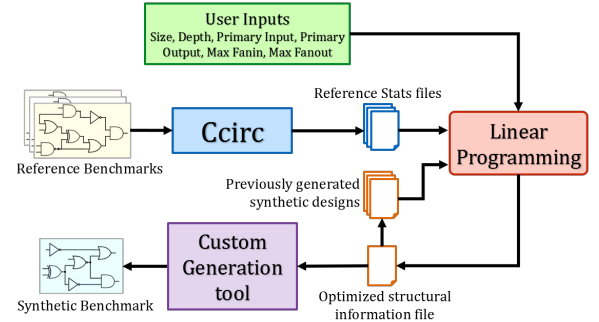 User Inputs
Size, Depth, Primary Input, Primary
Output, Max Fanin, Max Fanout
Reference Stats files
Ccirc
Linear
Programming
Reference Benchmarks
Previously generated
synthetic designs
Custom
Generation
tool
Synthetic Benchmark
Optimized structural
information file